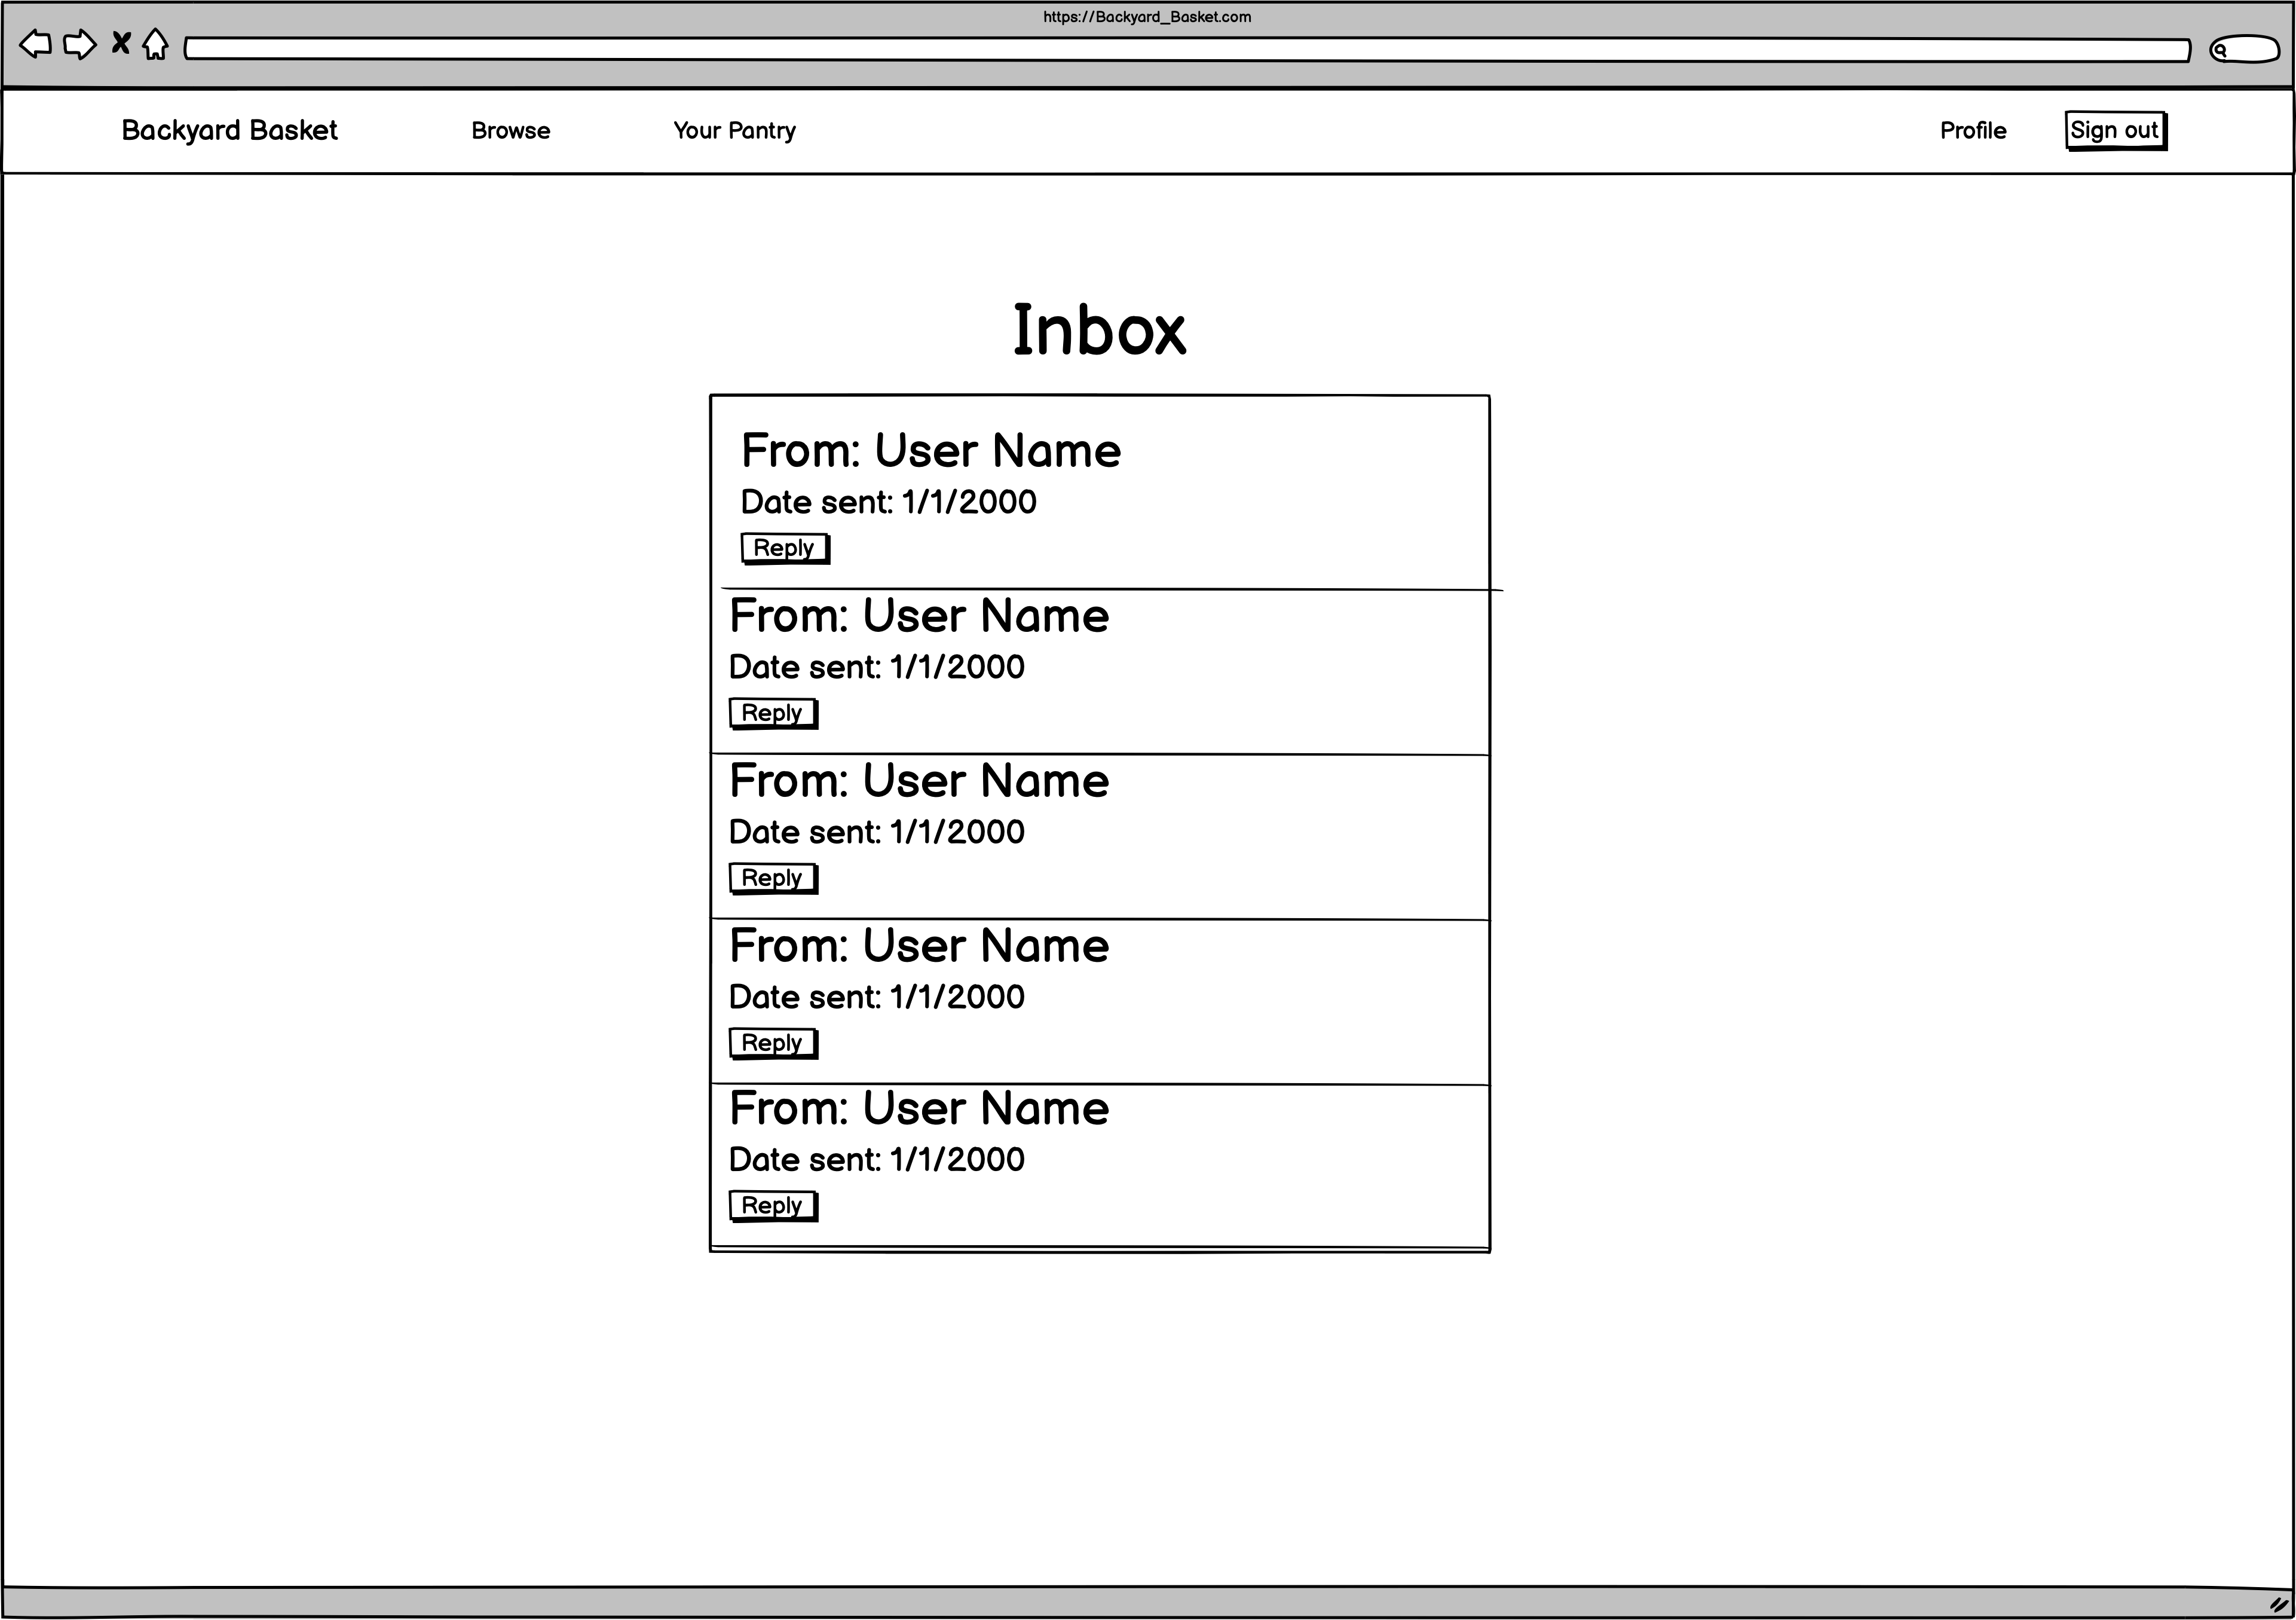 https://Backyard_Basket.com
Backyard Basket Browse Your Pantry Profile Sign out
Inbox
From: User Name
Date sent: 1/1/2000
Reply
From: User Name
Date sent: 1/1/2000
Reply
From: User Name
Date sent: 1/1/2000
Reply
From: User Name
Date sent: 1/1/2000
Reply
From: User Name
Date sent: 1/1/2000
Reply